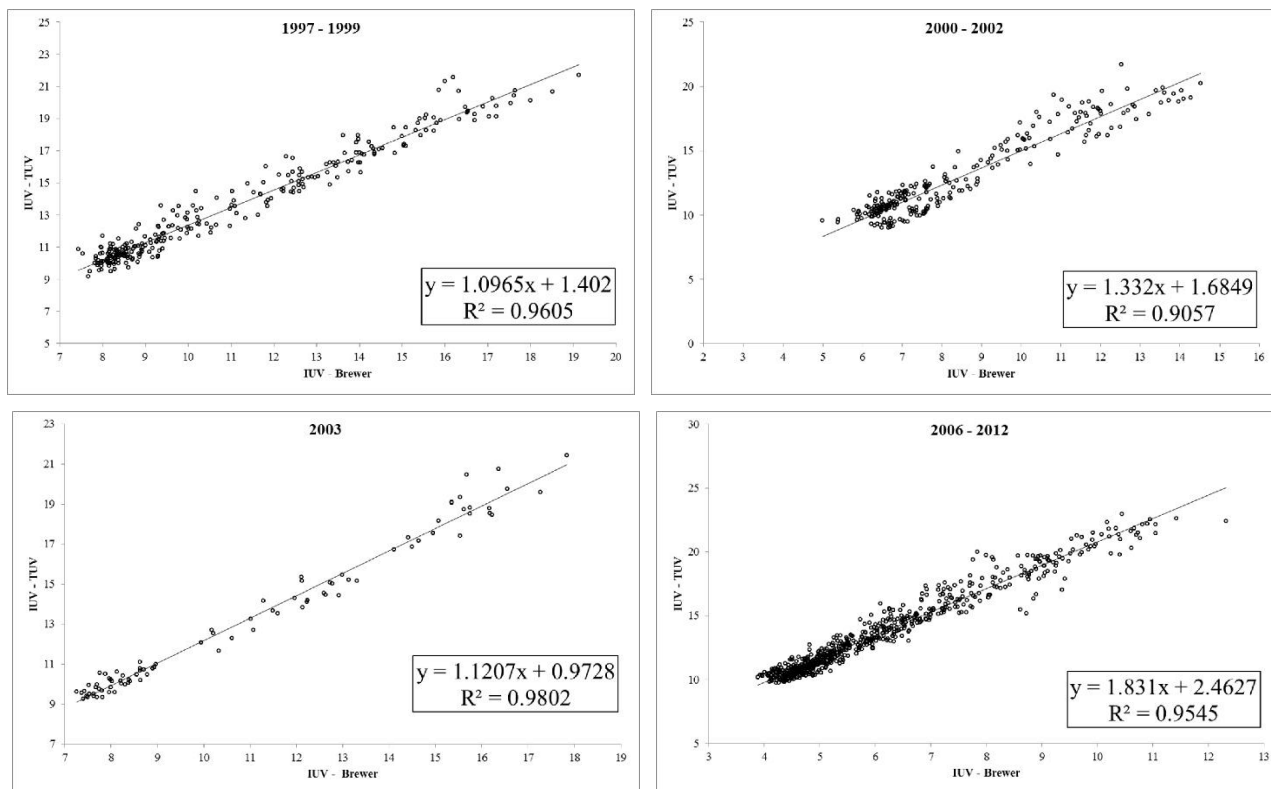 1997 - 1999
IUV - TUV
25
23
21
19
17
15
13
11
9
7
5
y = 1.0965x + 1.402
R² = 0.9605
7 8 9 10 11 12 13 14 15 16 17 18 19 20
IUV - Brewer
2000 - 2002
IUV - TUV
25
20
15
10
5
0
y = 1.332x + 1.6849
R² = 0.9057
2 3 4 5 6 7 8 9 10 11 12 13 14 15 16
IUV - Brewer
2003
IUV - TUV
23
21
19
17
15
13
11
9
7
y = 1.1207x + 0.9728
R² = 0.9802
7 8 9 10 11 12 13 14 15 16 17 18 19
IUV - Brewer
2006 - 2012
IUV - TUV
30
25
20
15
10
5
y = 1.831x + 2.4627
R² = 0.9545
3 4 5 6 7 8 9 10 11 12 13
IUV - Brewer